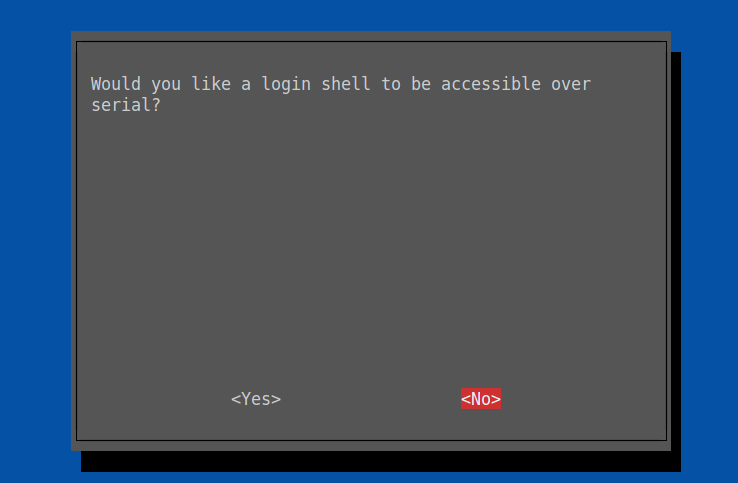 Would you like a login shell to be accessible over
serial?
<Yes> <No>